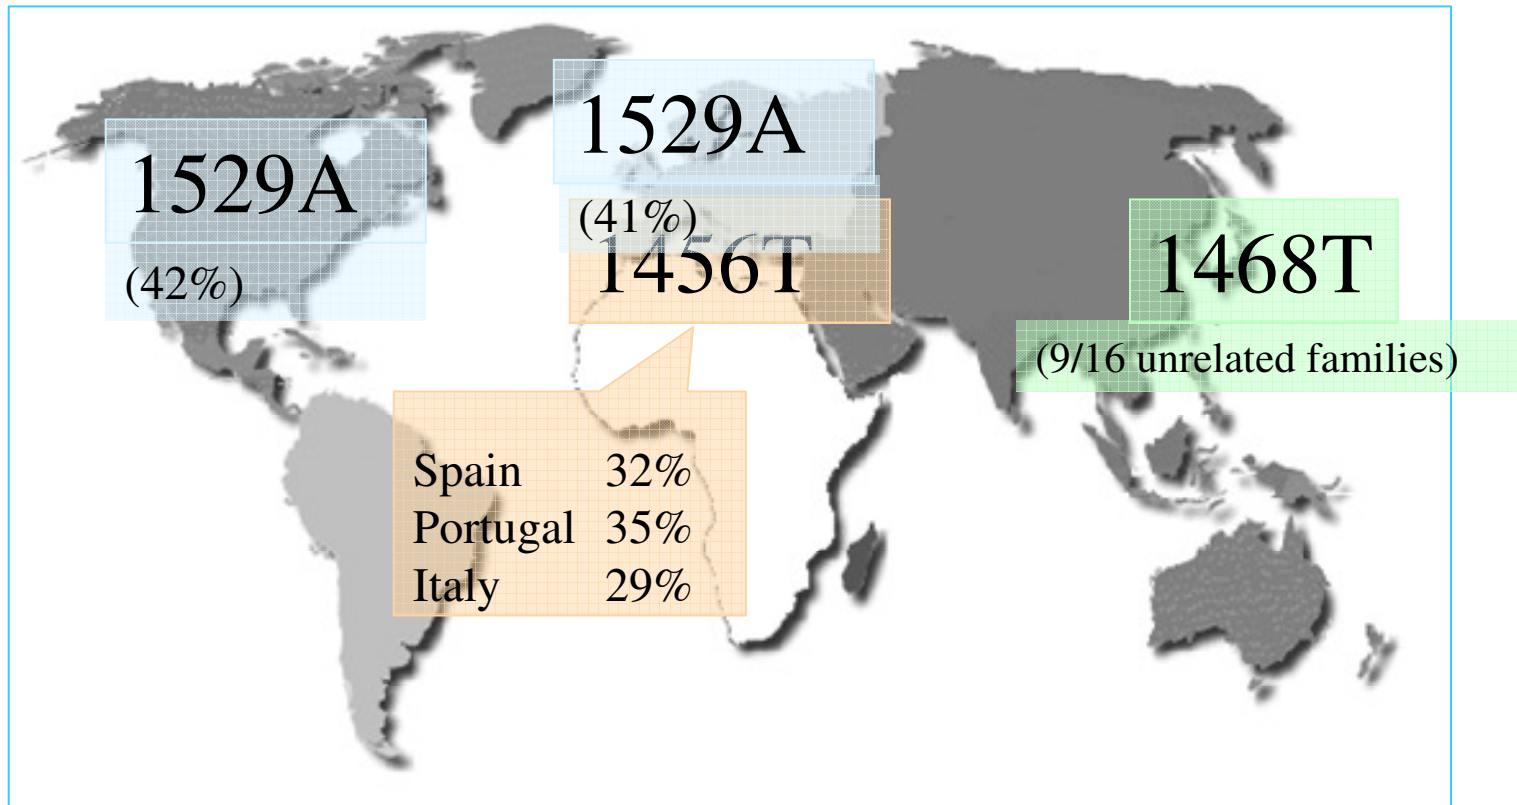 1529A
(42%)
1529A
(41%)
1456T
1468T
(9/16 unrelated families)
Spain 32%
Portugal 35%
Italy 29%